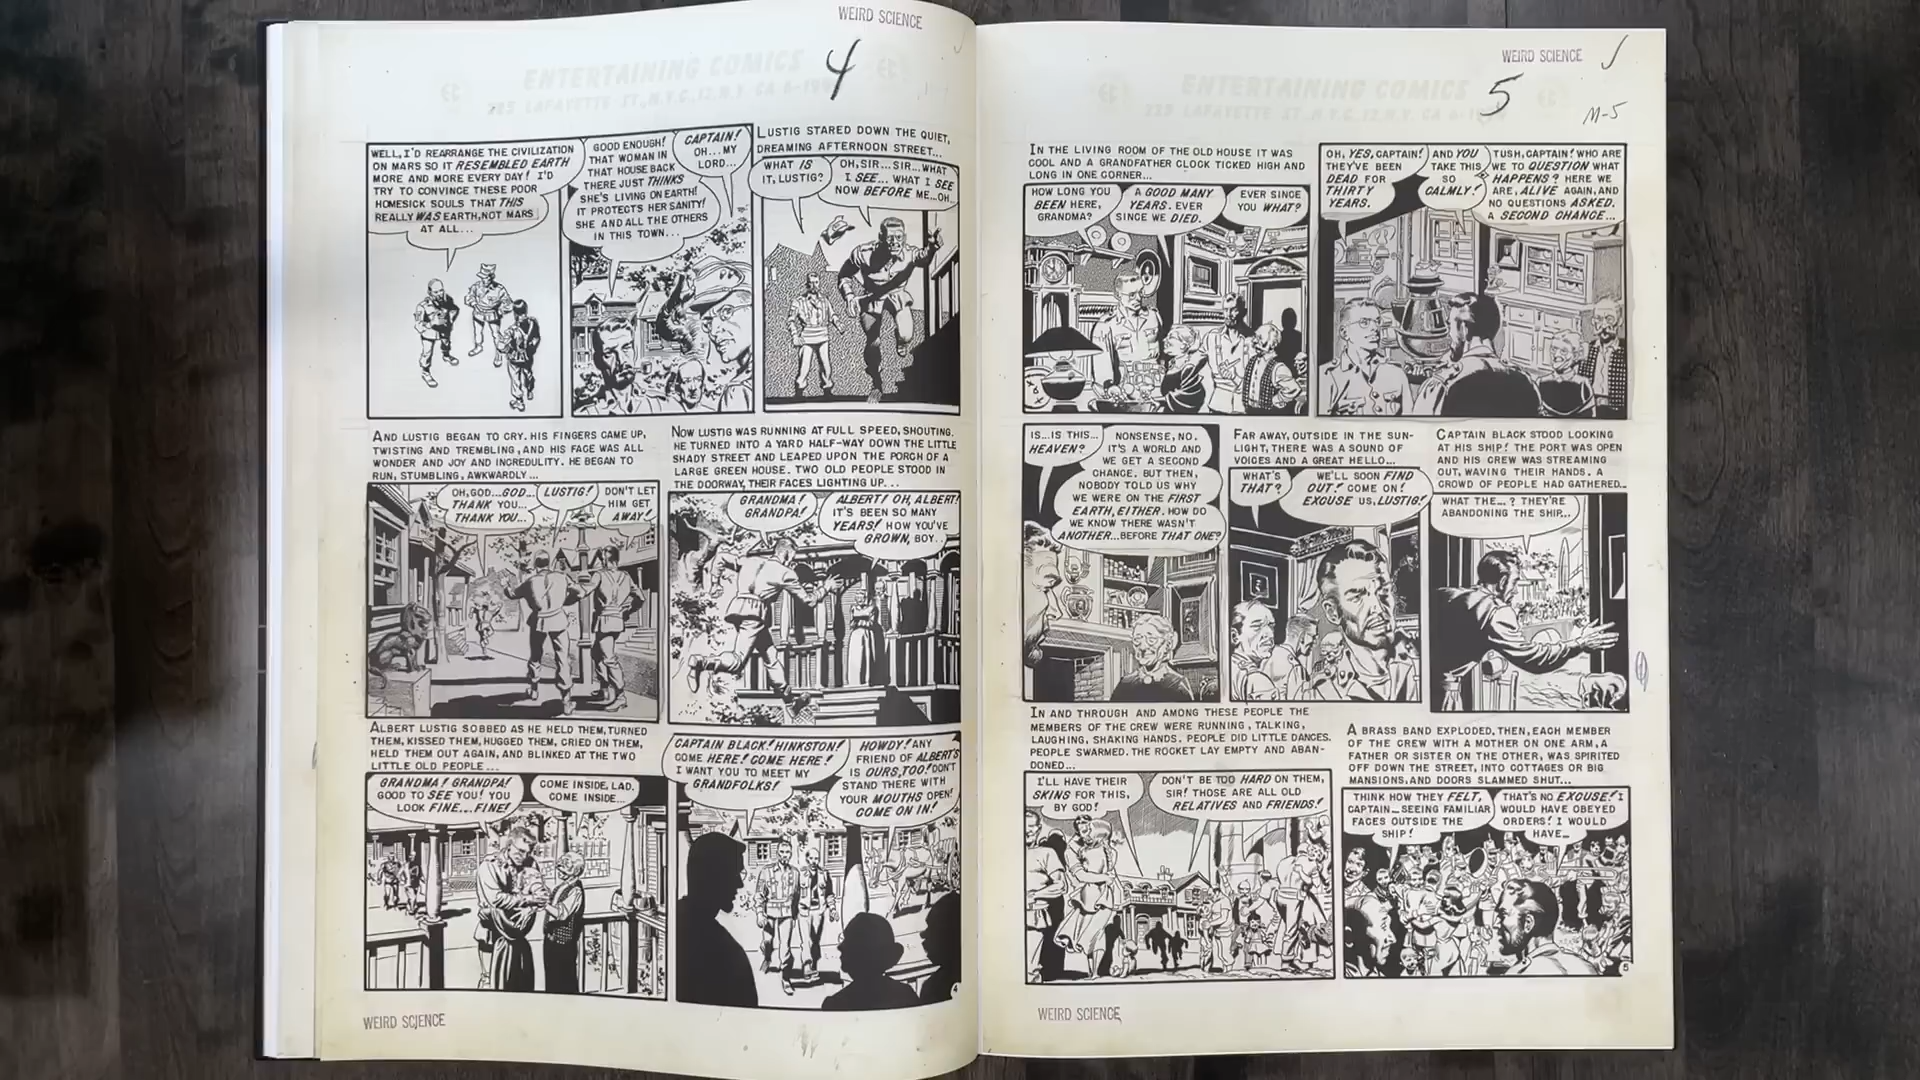 WEIRD SCIENCE
4
ENTERTAINING COMICS
WELL, I'D REARRANGE THE CIVILIZATION
ON MARS SO IT RESEMBLED EARTH
MORE AND MORE EVERY DAY! I'D
TRY TO CONVINCE THESE POOR
HOMESICK SOULS THAT THIS
REALLY WAS EARTH, NOT MARS
AT ALL...
GOOD ENOUGH!
THAT WOMAN IN
THAT HOUSE BACK
THERE JUST THINKS
SHE'S LIVING ON EARTH!
IT PROTECTS HER SANITY!
SHE AND ALL THE OTHERS
IN THIS TOWN...
CAPTAIN!
OH...MY
LORD...
LUSTIG STARED DOWN THE QUIET,
DREAMING AFTERNOON STREET...
WHAT IS
IT, LUSTIG?
OH, SIR...SIR...WHAT
I SEE...WHAT I SEE
NOW BEFORE ME...OH...
AND LUSTIG BEGAN TO CRY. HIS FINGERS CAME UP,
TWISTING AND TREMBLING, AND HIS FACE WAS ALL
WONDER AND JOY AND INCREDULITY. HE BEGAN TO
RUN, STUMBLING, AWKWARDLY...
OH, GOD...GOD...
THANK YOU...
THANK YOU...
LUSTIG!
DON'T LET
HIM GET
AWAY!
NOW LUSTIG WAS RUNNING AT FULL SPEED, SHOUTING.
HE TURNED INTO A YARD HALF-WAY DOWN THE LITTLE
SHADY STREET AND LEAPED UPON THE PORCH OF A
LARGE GREEN HOUSE. TWO OLD PEOPLE STOOD IN
THE DOORWAY, THEIR FACES LIGHTING UP...
GRANDMA!
GRANDPA!
ALBERT! OH, ALBERT!
IT'S BEEN SO MANY
YEARS! HOW YOU'VE
GROWN, BOY..
ALBERT LUSTIG SOBBED AS HE HELD THEM, TURNED
THEM, KISSED THEM, HUGGED THEM, CRIED ON THEM,
HELD THEM OUT AGAIN, AND BLINKED AT THE TWO
LITTLE OLD PEOPLE...
GRANDMA! GRANDPA!
GOOD TO SEE YOU! YOU
LOOK FINE....FINE!
COME INSIDE, LAD.
COME INSIDE...
CAPTAIN BLACK! HINKSTON!
COME HERE! COME HERE!
I WANT YOU TO MEET MY
GRANDFOLKS!
HOWDY! ANY
FRIEND OF ALBERT'S
IS OURS, TOO! DON'T
STAND THERE WITH
YOUR MOUTHS OPEN!
COME ON IN!
4
WEIRD SCIENCE
WEIRD SCIENCE
5
M-5
ENTERTAINING COMICS
IN THE LIVING ROOM OF THE OLD HOUSE IT WAS
COOL AND A GRANDFATHER CLOCK TICKED HIGH AND
LONG IN ONE CORNER...
HOW LONG YOU
BEEN HERE,
GRANDMA?
A GOOD MANY
YEARS. EVER
SINCE WE DIED.
EVER SINCE
YOU WHAT?
OH, YES, CAPTAIN!
THEY'VE BEEN
DEAD FOR
THIRTY
YEARS.
AND YOU
TAKE THIS
SO
CALMLY!
TUSH, CAPTAIN! WHO ARE
WE TO QUESTION WHAT
HAPPENS? HERE WE
ARE, ALIVE AGAIN, AND
NO QUESTIONS ASKED.
A SECOND CHANCE...
IS...IS THIS...
HEAVEN?
NONSENSE, NO.
IT'S A WORLD AND
WE GET A SECOND
CHANCE. BUT THEN,
NOBODY TOLD US WHY
WE WERE ON THE FIRST
EARTH, EITHER. HOW DO
WE KNOW THERE WASN'T
ANOTHER...BEFORE THAT ONE?
FAR AWAY, OUTSIDE IN THE SUN-
LIGHT, THERE WAS A SOUND OF
VOICES AND A GREAT HELLO...
WHAT'S
THAT?
WE'LL SOON FIND
OUT! COME ON!
EXCUSE US, LUSTIG!
CAPTAIN BLACK STOOD LOOKING
AT HIS SHIP! THE PORT WAS OPEN
AND HIS CREW WAS STREAMING
OUT, WAVING THEIR HANDS. A
CROWD OF PEOPLE HAD GATHERED...
WHAT THE...? THEY'RE
ABANDONING THE SHIP...
IN AND THROUGH AND AMONG THESE PEOPLE THE
MEMBERS OF THE CREW WERE RUNNING, TALKING,
LAUGHING, SHAKING HANDS. PEOPLE DID LITTLE DANCES.
PEOPLE SWARMED. THE ROCKET LAY EMPTY AND ABAN-
DONED...
I'LL HAVE THEIR
SKINS FOR THIS,
BY GOD!
DON'T BE TOO HARD ON THEM,
SIR! THOSE ARE ALL OLD
RELATIVES AND FRIENDS!
A BRASS BAND EXPLODED, THEN, EACH MEMBER
OF THE CREW WITH A MOTHER ON ONE ARM, A
FATHER OR SISTER ON THE OTHER, WAS SPIRITED
OFF DOWN THE STREET, INTO COTTAGES OR BIG
MANSIONS, AND DOORS SLAMMED SHUT...
THINK HOW THEY FELT,
CAPTAIN...SEEING FAMILIAR
FACES OUTSIDE THE
SHIP!
THAT'S NO EXCUSE! I
WOULD HAVE OBEYED
ORDERS! I WOULD
HAVE...
5
WEIRD SCIENCE